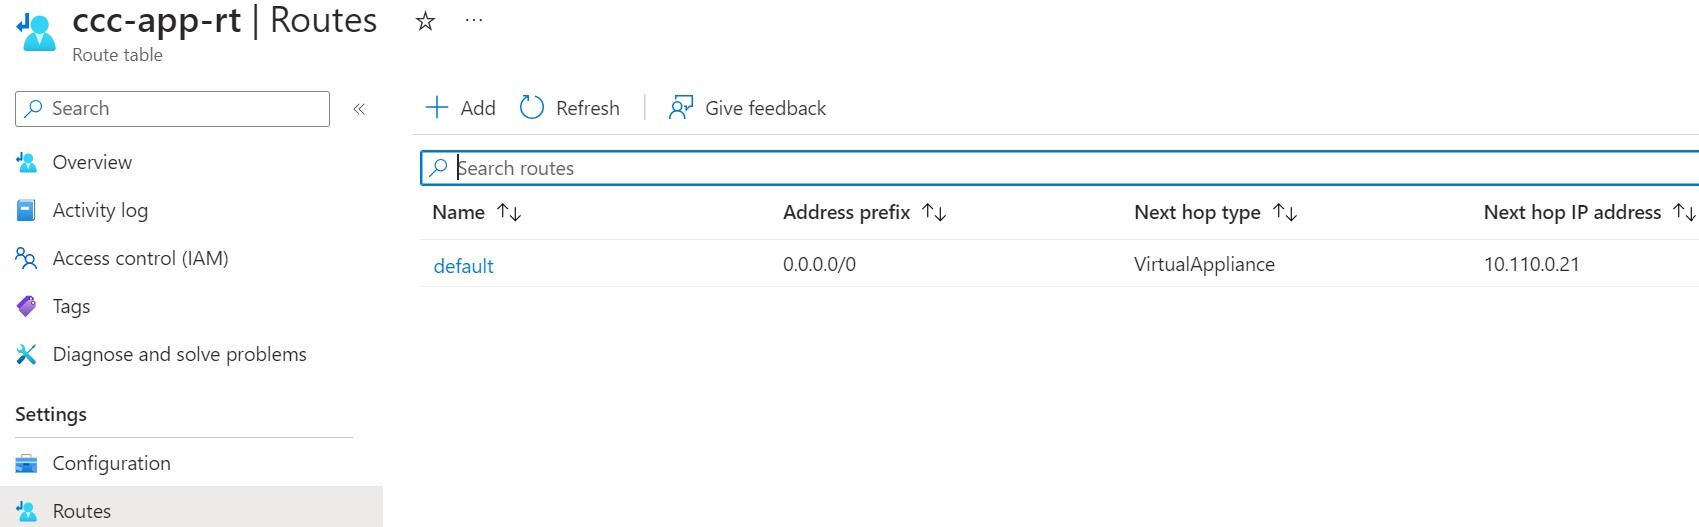 ccc-app-rt | Routes
Route table
Search
Add Refresh Give feedback
Overview
Activity log
Access control (IAM)
Tags
Diagnose and solve problems
Settings
Configuration
Routes
Search routes
Name Address prefix Next hop type Next hop IP address
default 0.0.0.0/0 VirtualAppliance 10.110.0.21